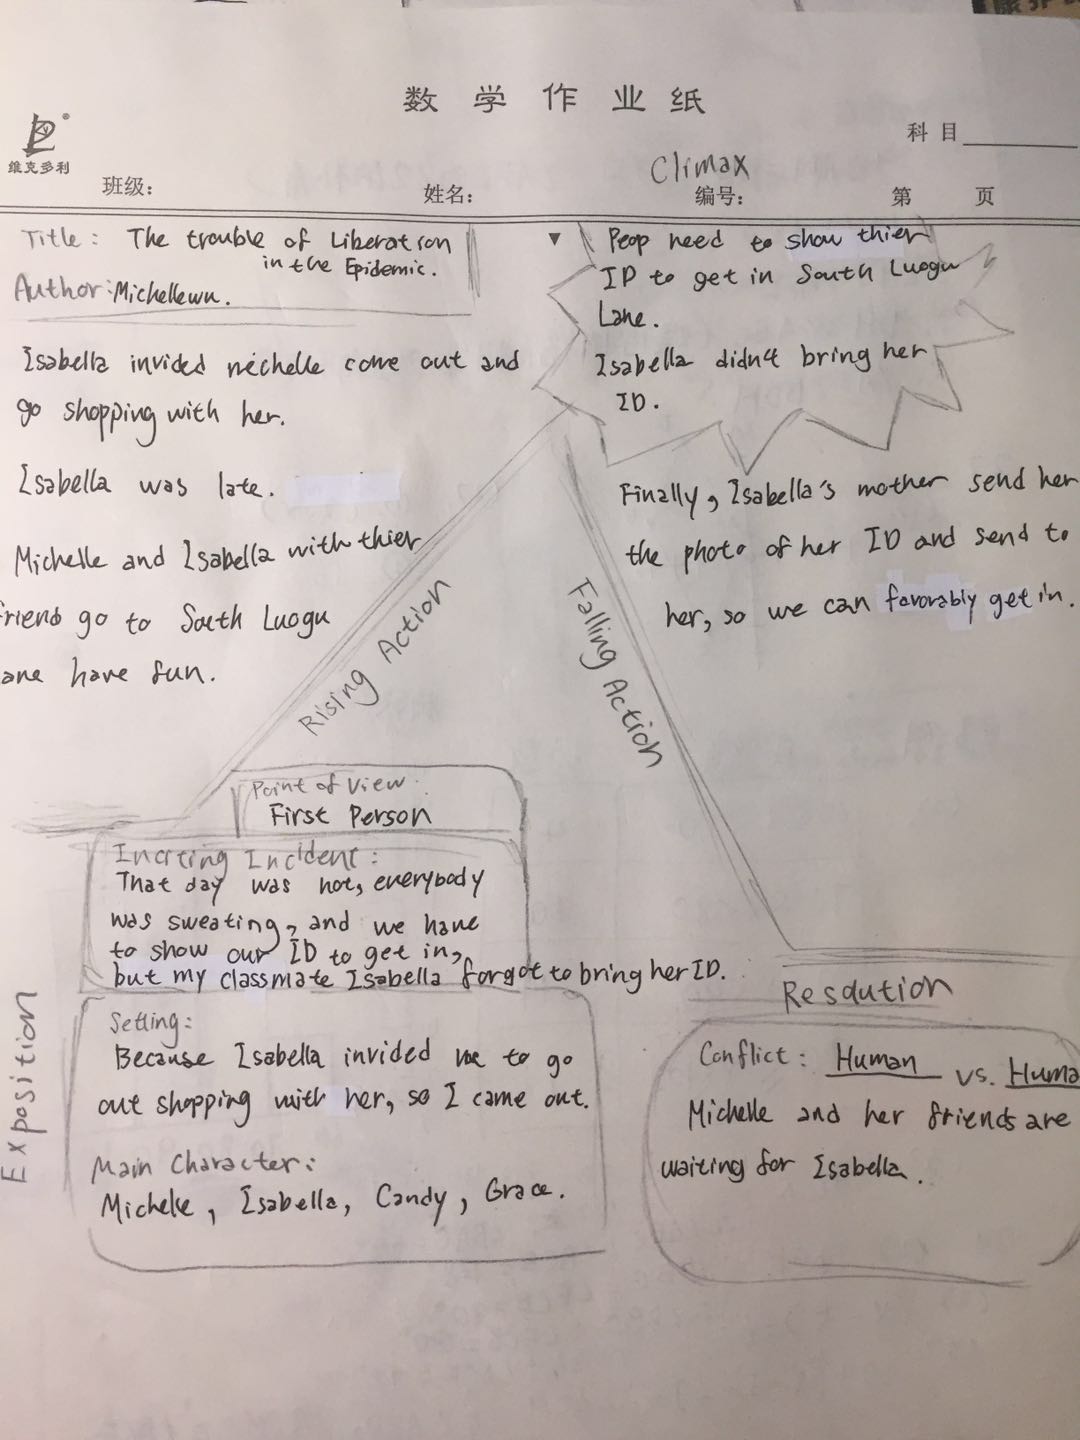 数学作业纸
科目
维克多利
Climax
班级：
姓名：
编号：
第 页
Title: The trouble of Liberation
in the Epidemic.
Author: Michellewu.
Isabella invided michelle come out and
go shopping with her.
Isabella was late.
Michelle and Isabella with thier
friend go to South Luogu
ane have fun.
Rising Action
Peop need to show thier
ID to get in South Luogu
Lane.
Isabella didn't bring her
ID.
Finally, Isabella's mother send her
the photo of her ID and send to
her, so we can favorably get in.
Falling Action
Point of View:
First Person
Inciting Incident:
That day was hot, everybody
was sweating, and we have
to show our ID to get in,
but my classmate Isabella forgot to bring her ID.
Exposition
Setting:
Because Isabella invided me to go
out shopping with her, so I came out.
Main Character:
Michelle, Isabella, Candy, Grace.
Resolution
Conflict: Human vs. Huma
Michelle and her friends are
waiting for Isabella.